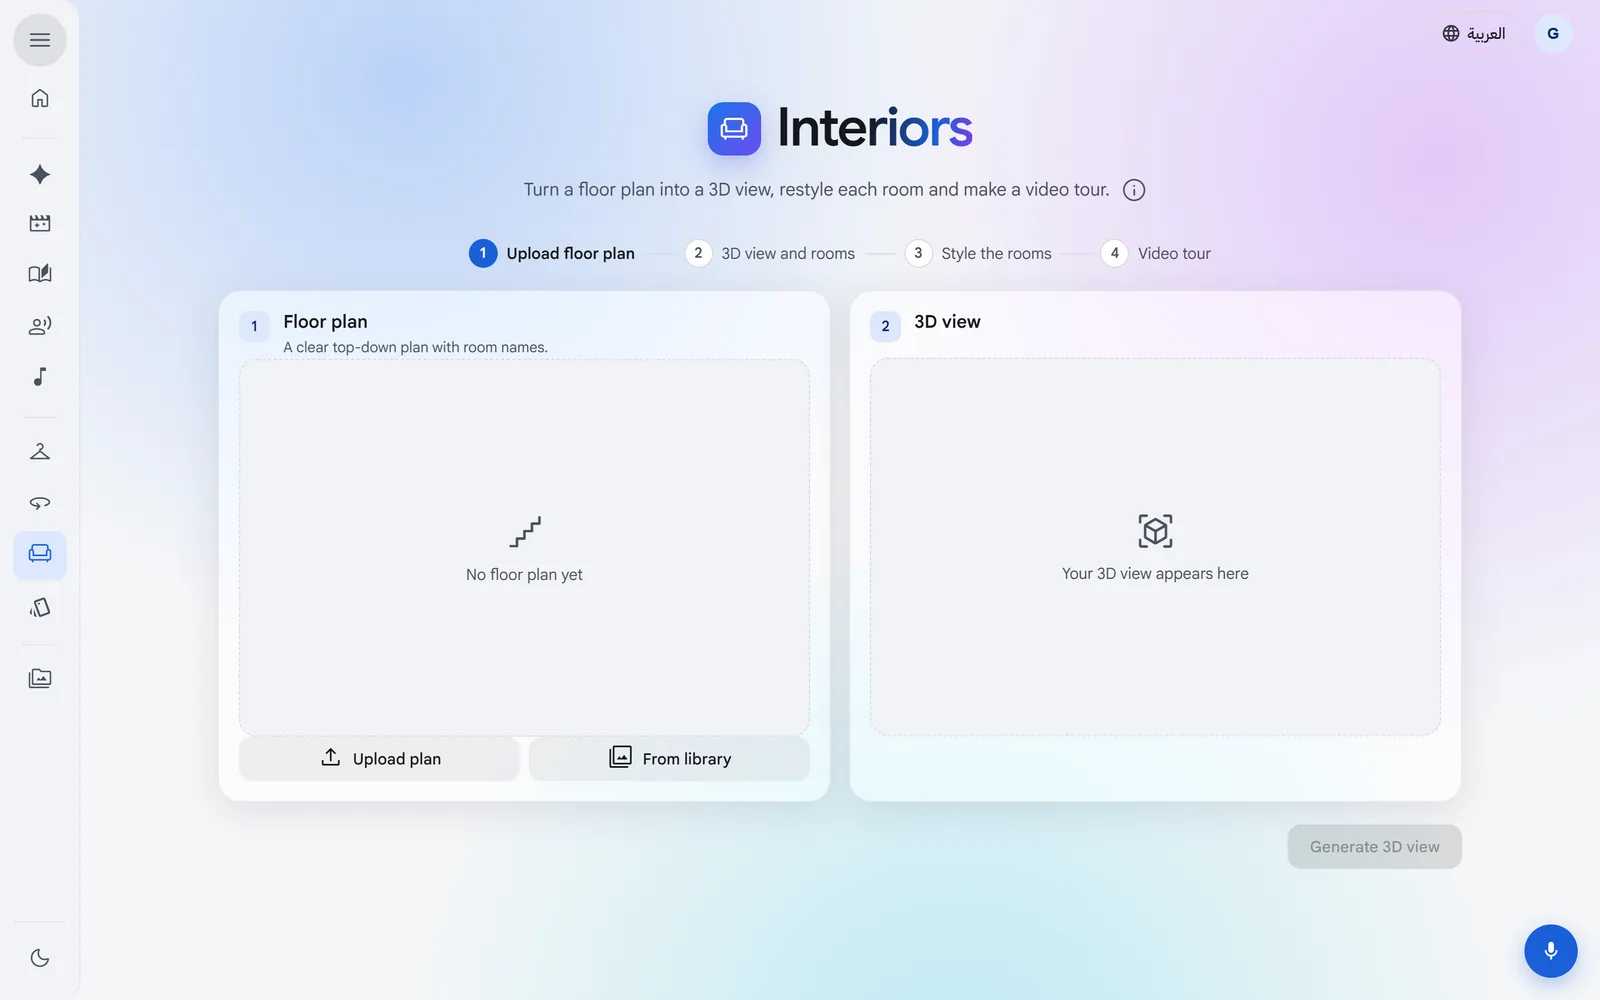 العربية
G
Interiors
Turn a floor plan into a 3D view, restyle each room and make a video tour.
1 Upload floor plan
2 3D view and rooms
3 Style the rooms
4 Video tour
1 Floor plan
A clear top-down plan with room names.
No floor plan yet
Upload plan
From library
2 3D view
Your 3D view appears here
Generate 3D view